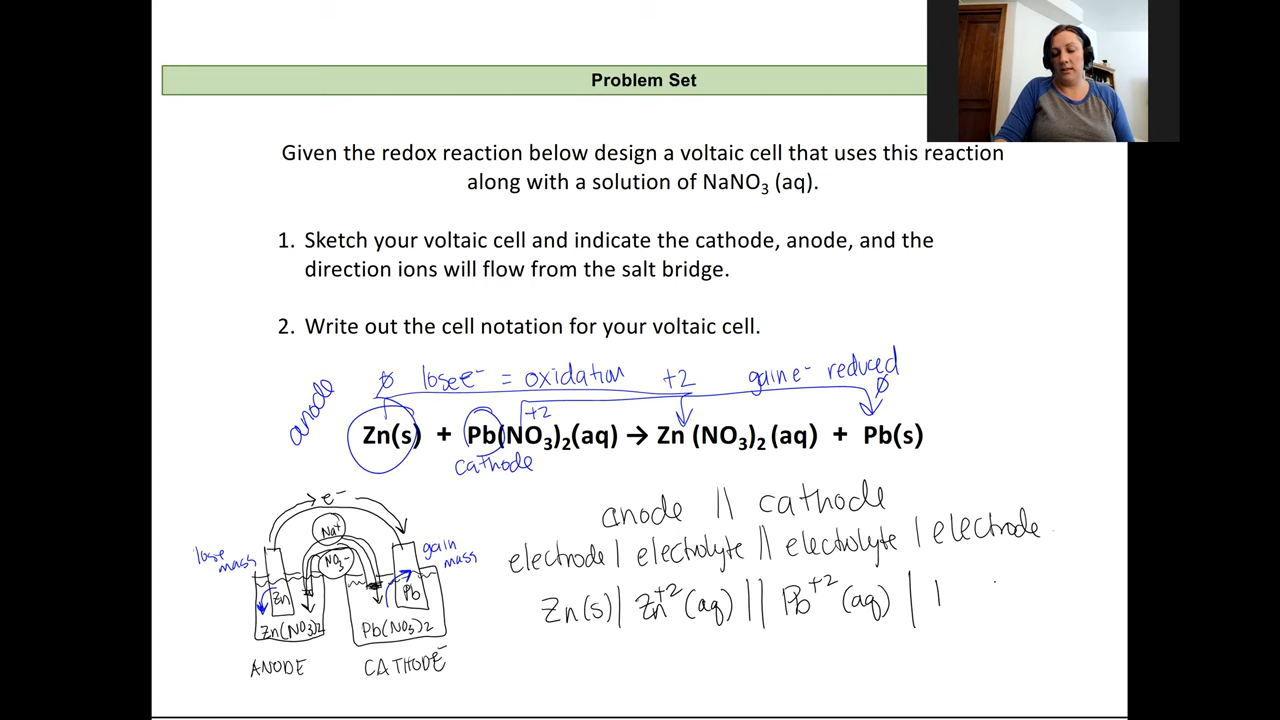 Problem Set
Given the redox reaction below design a voltaic cell that uses this reaction
along with a solution of NaNO₃ (aq).
1. Sketch your voltaic cell and indicate the cathode, anode, and the
direction ions will flow from the salt bridge.
2. Write out the cell notation for your voltaic cell.
anode
∅ lose e⁻ = oxidation +2 gain e⁻ reduced
+2 ∅
Zn(s) + Pb(NO₃)₂(aq) → Zn (NO₃)₂ (aq) + Pb(s)
cathode
→ e⁻
Na⁺
NO₃⁻
lose mass
gain mass
Zn
Pb
Zn(NO₃)₂
Pb(NO₃)₂
ANODE
CATHODE
anode || cathode
electrode | electrolyte || electrolyte | electrode
Zn(s) | Zn⁺²(aq) || Pb⁺²(aq) |